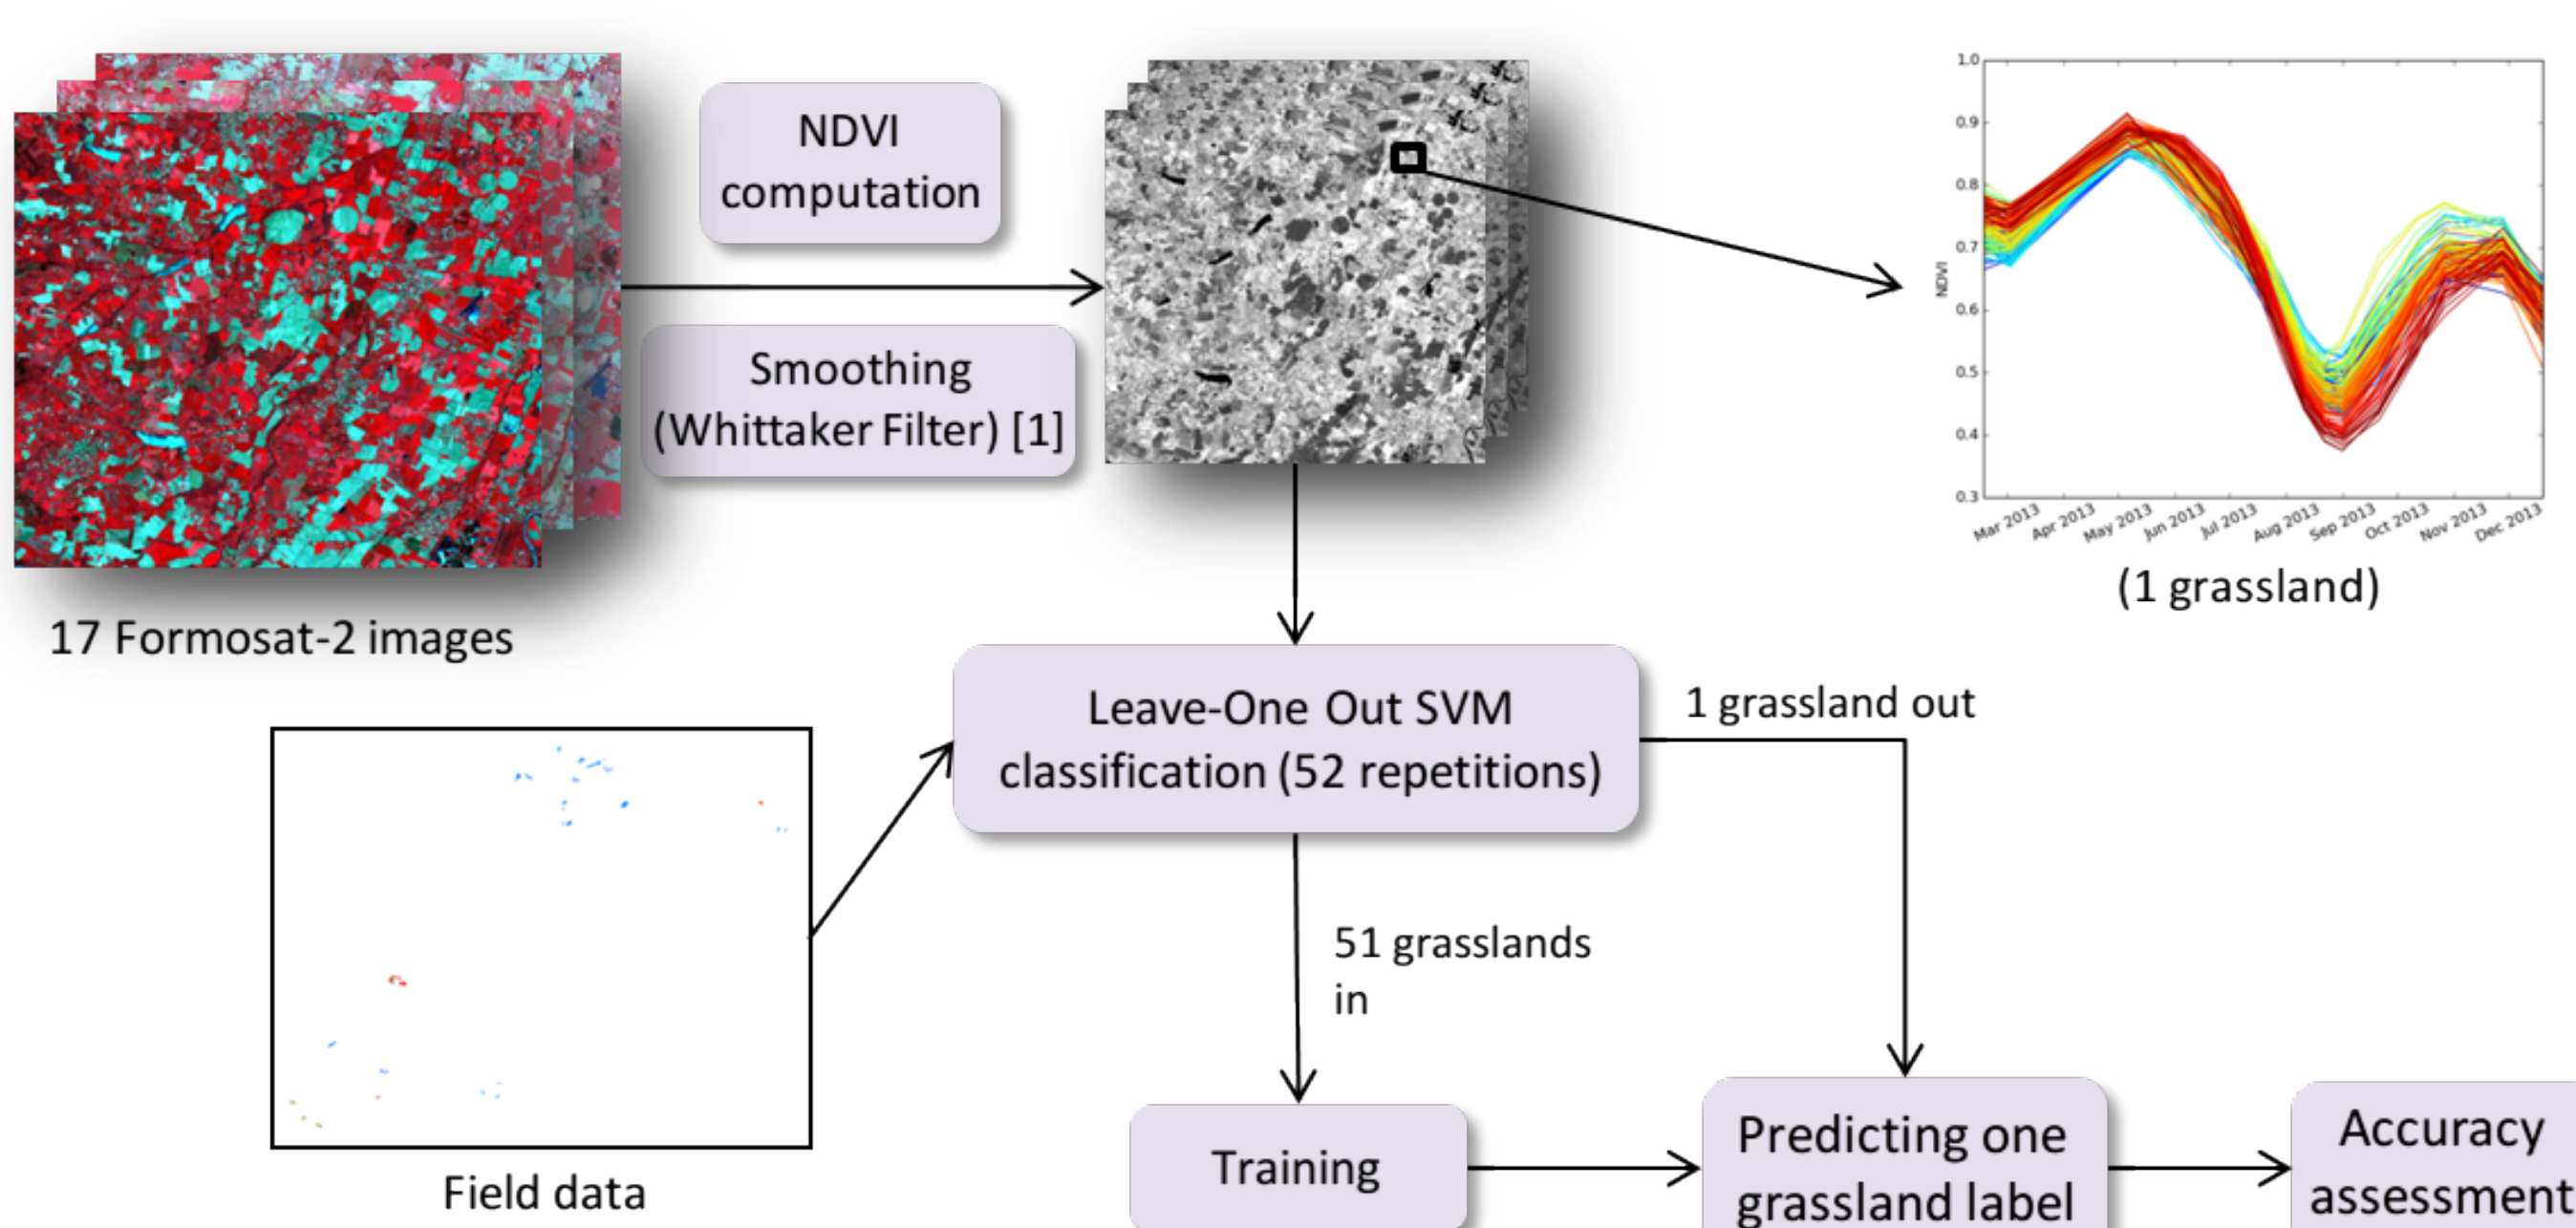 NDVI
computation
Smoothing
(Whittaker Filter) [1]
17 Formosat-2 images
1.0
0.9
0.8
0.7
0.6
0.5
0.4
0.3
NDVI
Mar 2013
Apr 2013
May 2013
Jun 2013
Jul 2013
Aug 2013
Sep 2013
Oct 2013
Nov 2013
Dec 2013
(1 grassland)
Leave-One Out SVM
classification (52 repetitions)
1 grassland out
51 grasslands
in
Field data
Training
Predicting one
grassland label
Accuracy
assessment